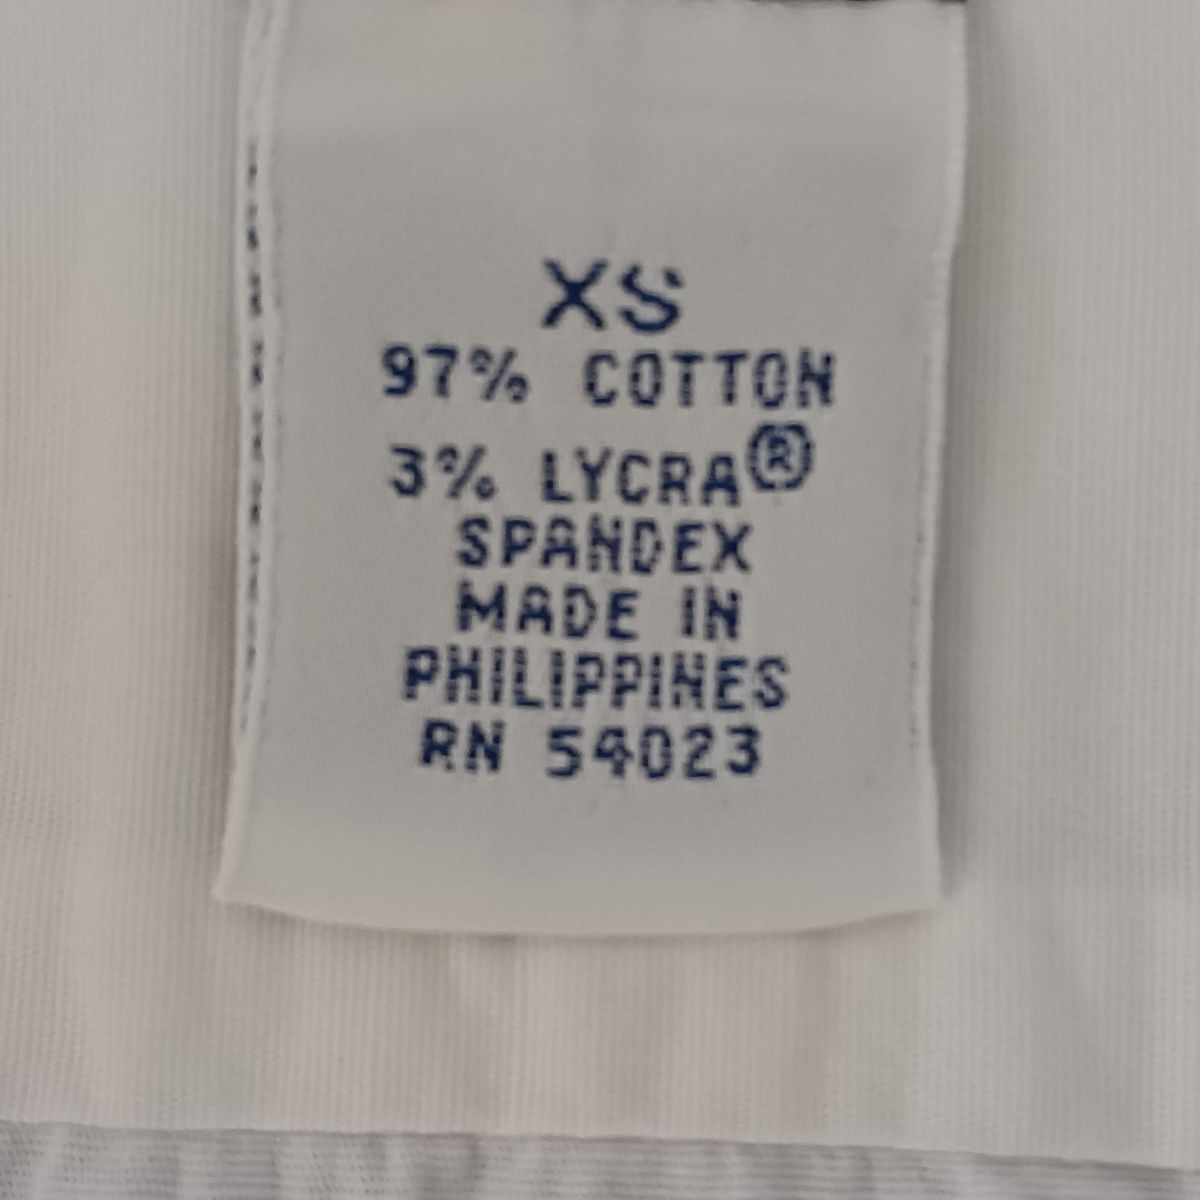 XS
97% COTTON
3% LYCRA®
SPANDEX
MADE IN
PHILIPPINES
RN 54023